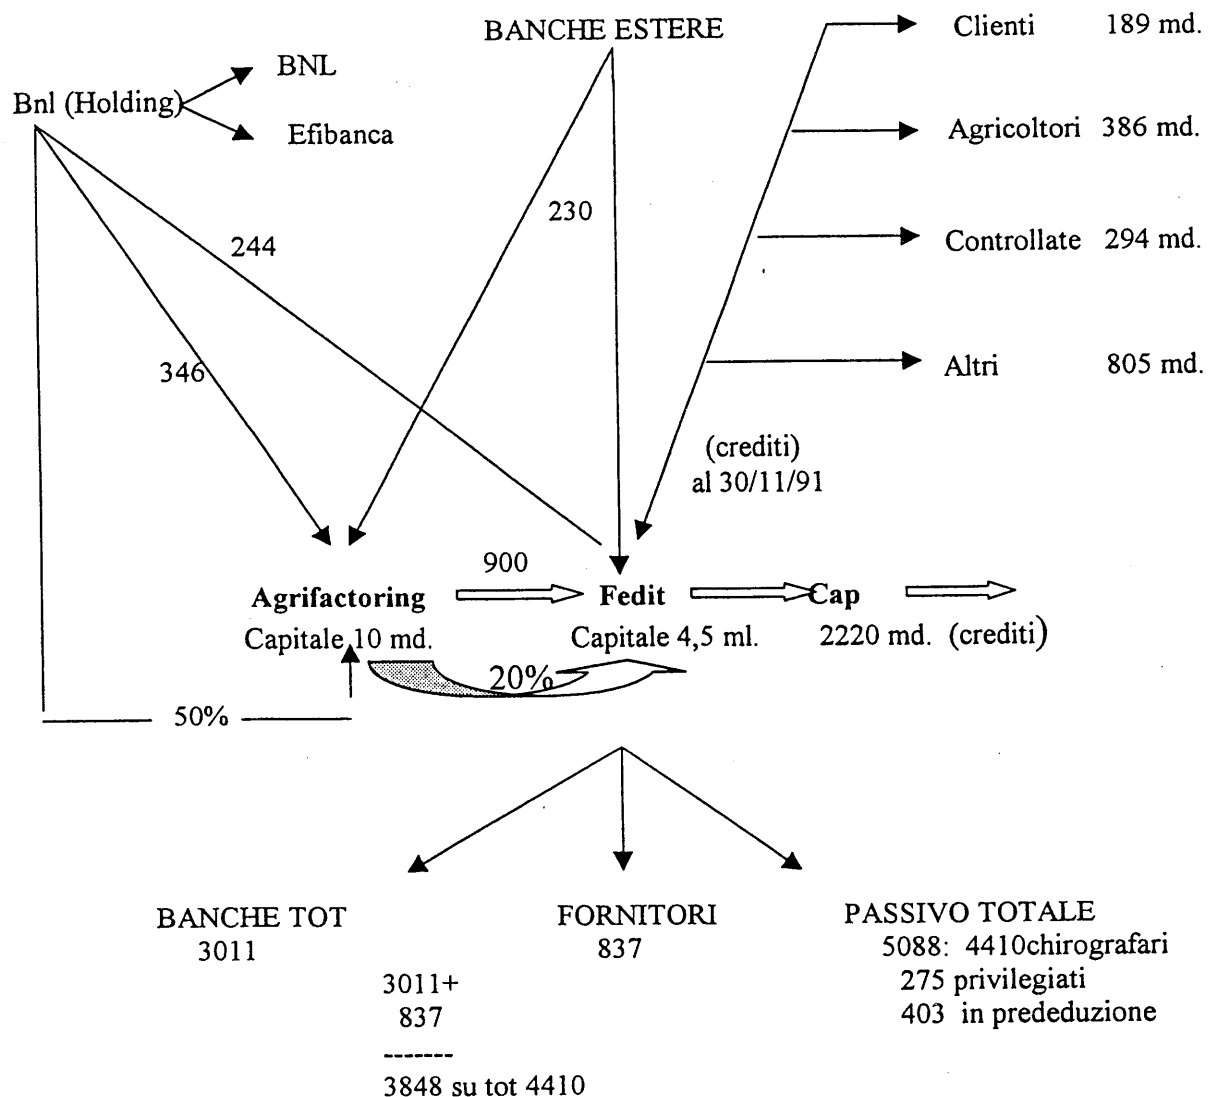 BANCHE ESTERE
Clienti 189 md.
BNL
Bnl (Holding)
Efibanca
Agricoltori 386 md.
230
244
Controllate 294 md.
346
Altri 805 md.
(crediti)
al 30/11/91
900
Agrifactoring Fedit Cap
Capitale 10 md. Capitale 4,5 ml. 2220 md. (crediti)
20%
50%
BANCHE TOT FORNITORI PASSIVO TOTALE
3011 837 5088: 4410chirografari
3011+ 275 privilegiati
837 403 in prededuzione
-------
3848 su tot 4410